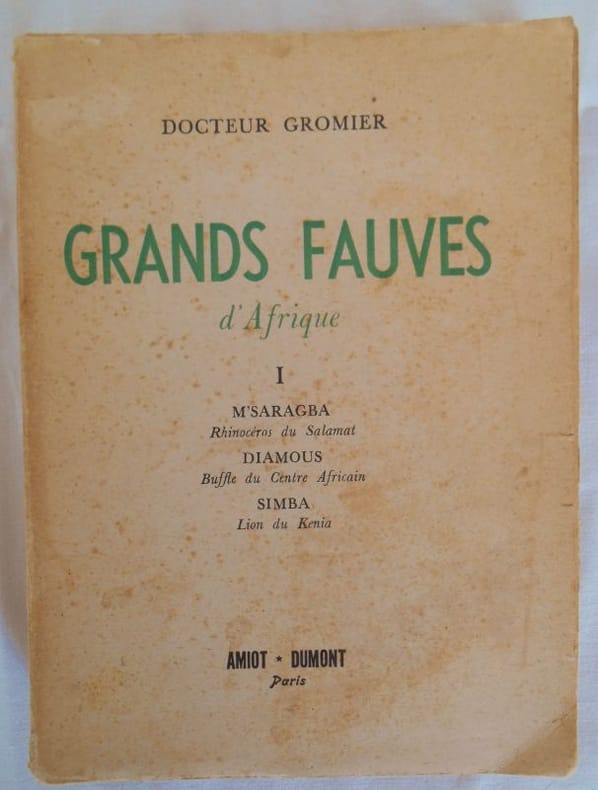 DOCTEUR GROMIER
GRANDS FAUVES
d'Afrique
I
M'SARAGBA
Rhinocéros du Salamat
DIAMOUS
Buffle du Centre Africain
SIMBA
Lion du Kenia
AMIOT * DUMONT
Paris